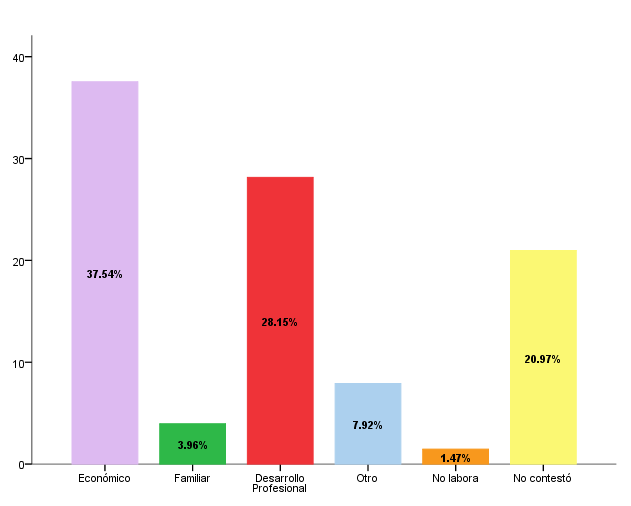 40
30
20
10
0
37.54%
3.96%
28.15%
7.92%
1.47%
20.97%
Económico
Familiar
Desarrollo
Profesional
Otro
No labora
No contestó